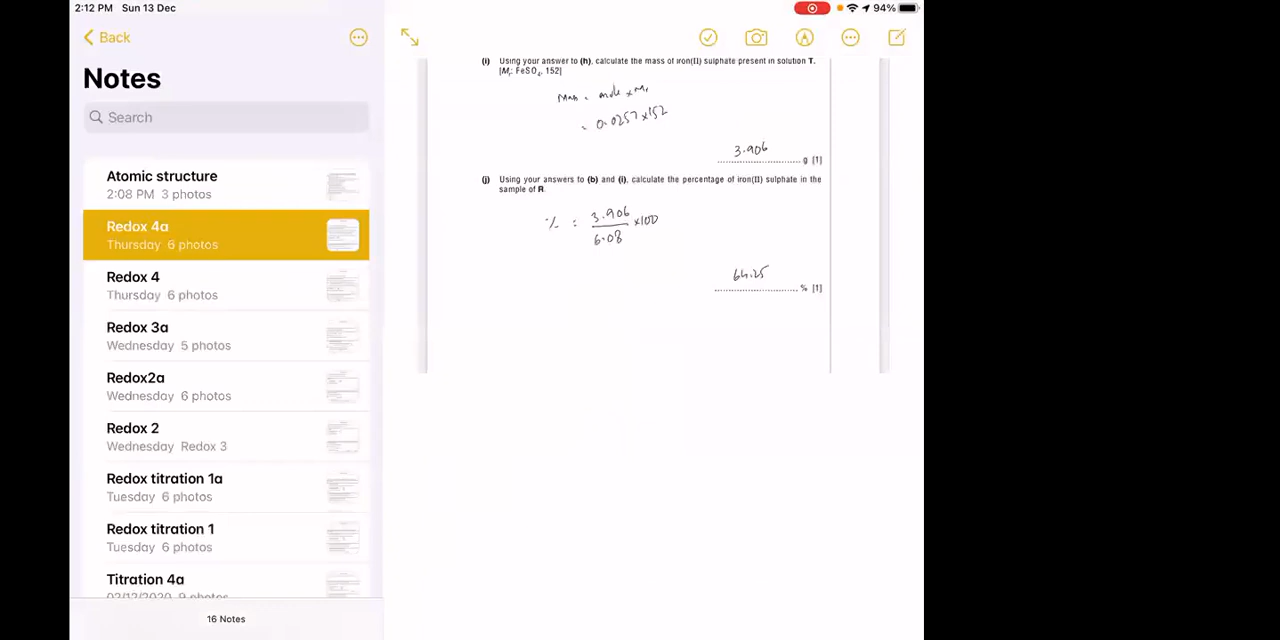 2:12 PM Sun 13 Dec
94%
Back
Notes
Search
Atomic structure
2:08 PM 3 photos
Redox 4a
Thursday 6 photos
Redox 4
Thursday 6 photos
Redox 3a
Wednesday 5 photos
Redox2a
Wednesday 6 photos
Redox 2
Wednesday Redox 3
Redox titration 1a
Tuesday 6 photos
Redox titration 1
Tuesday 6 photos
Titration 4a
02/12/2020 9 photos
16 Notes
(i) Using your answer to (h), calculate the mass of iron(II) sulphate present in solution T.
[Mr: FeSO4, 152]
Mass = mole × Mr
= 0.0257 × 152
3.906
g [1]
(j) Using your answers to (b) and (i), calculate the percentage of iron(II) sulphate in the
sample of R.
% = 3.906 × 100
6.08
64.25
% [1]